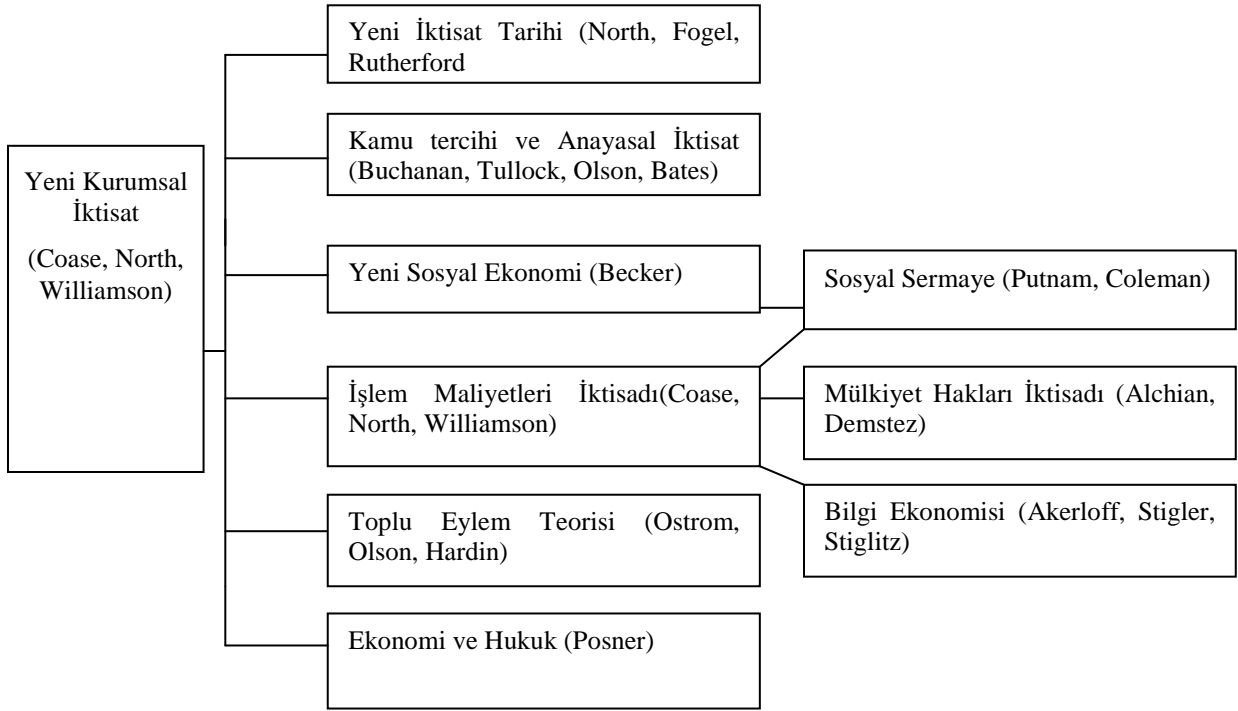 Yeni Kurumsal
İktisat
(Coase, North,
Williamson)
Yeni İktisat Tarihi (North, Fogel,
Rutherford
Kamu tercihi ve Anayasal İktisat
(Buchanan, Tullock, Olson, Bates)
Yeni Sosyal Ekonomi (Becker)
İşlem Maliyetleri İktisadı(Coase,
North, Williamson)
Toplu Eylem Teorisi (Ostrom,
Olson, Hardin)
Ekonomi ve Hukuk (Posner)
Sosyal Sermaye (Putnam, Coleman)
Mülkiyet Hakları İktisadı (Alchian,
Demstez)
Bilgi Ekonomisi (Akerloff, Stigler,
Stiglitz)